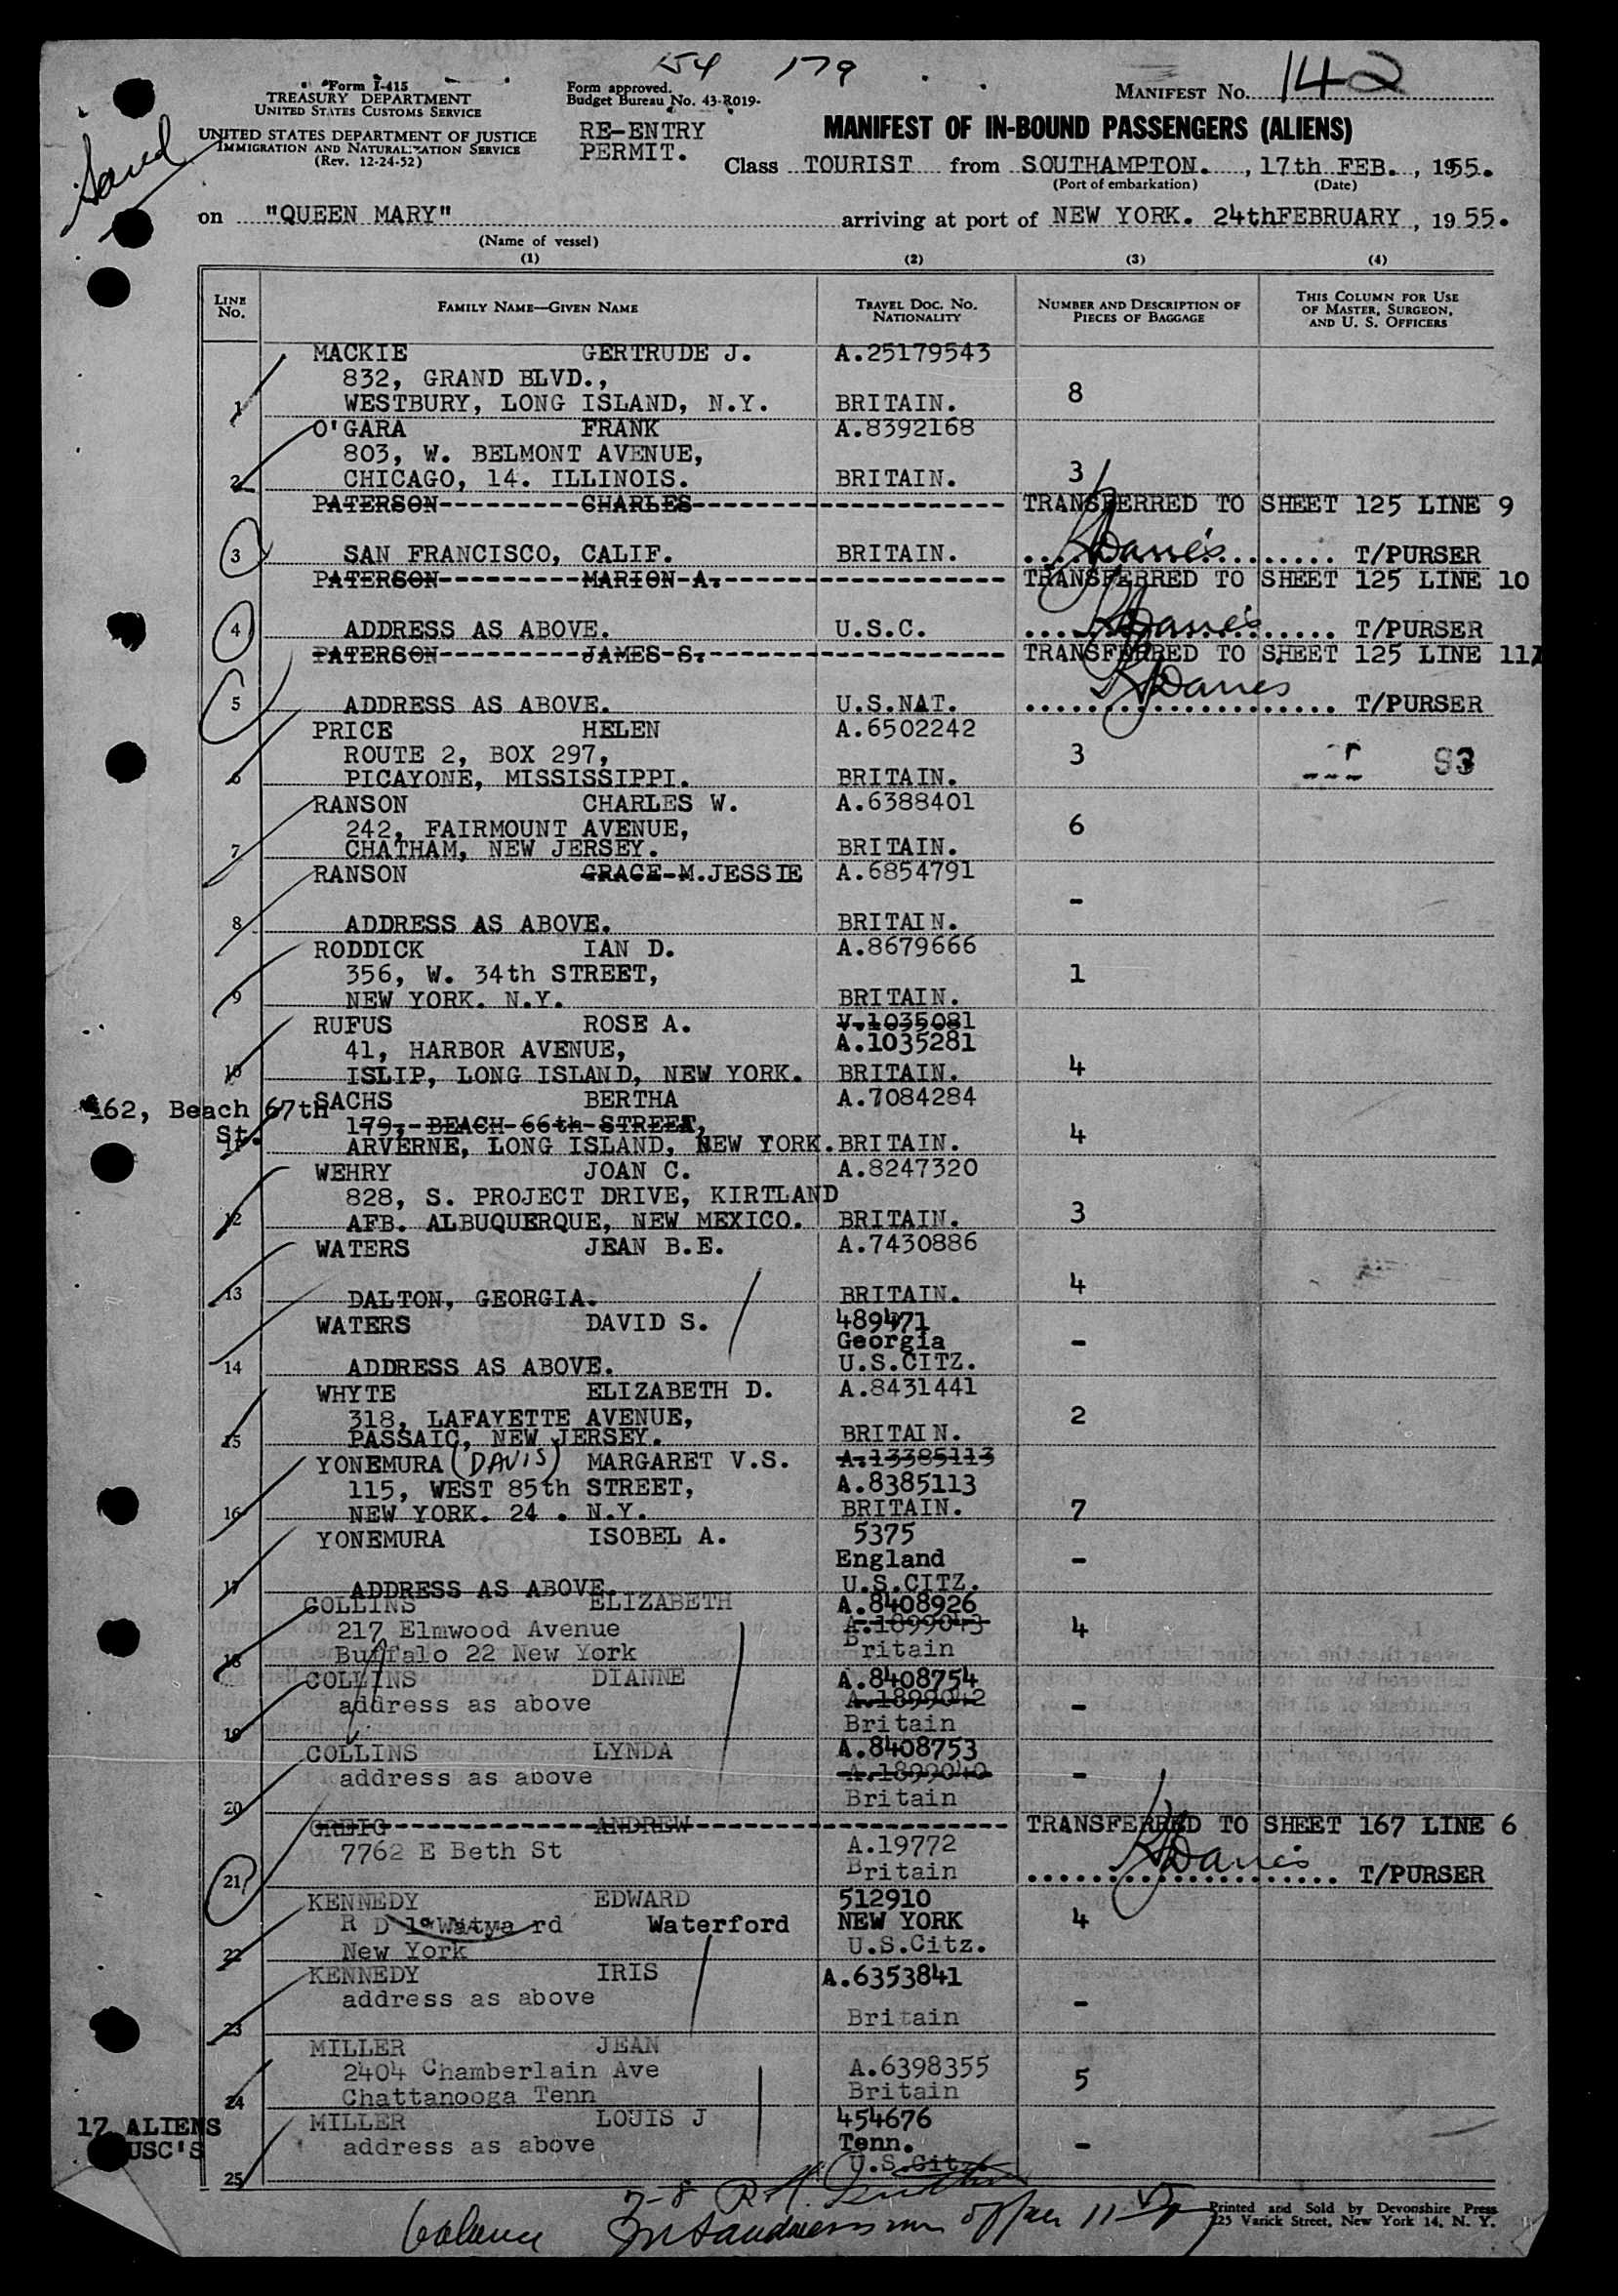 54 179
Form I-415
TREASURY DEPARTMENT
UNITED STATES CUSTOMS SERVICE
UNITED STATES DEPARTMENT OF JUSTICE
IMMIGRATION AND NATURALIZATION SERVICE
(Rev. 12-24-52)
Form approved.
Budget Bureau No. 43-R019-
RE-ENTRY
PERMIT.
MANIFEST NO. 142
MANIFEST OF IN-BOUND PASSENGERS (ALIENS)
Class TOURIST from SOUTHAMPTON. , 17th FEB. , 1955.
(Port of embarkation) (Date)
on "QUEEN MARY" arriving at port of NEW YORK. 24thFEBRUARY , 19 55.
(Name of vessel)
(1) (2) (3) (4)
LINE NO. FAMILY NAME—GIVEN NAME TRAVEL DOC. NO. NATIONALITY NUMBER AND DESCRIPTION OF PIECES OF BAGGAGE THIS COLUMN FOR USE OF MASTER, SURGEON, AND U. S. OFFICERS
MACKIE GERTRUDE J. A.25179543
832, GRAND BLVD., 8
1 WESTBURY, LONG ISLAND, N.Y. BRITAIN.
O'GARA FRANK A.8392168
803, W. BELMONT AVENUE,
2 CHICAGO, 14. ILLINOIS. BRITAIN. 3
PATERSON CHARLES TRANSFERRED TO SHEET 125 LINE 9
3 SAN FRANCISCO, CALIF. BRITAIN. T/PURSER
PATERSON MARION A. TRANSFERRED TO SHEET 125 LINE 10
4 ADDRESS AS ABOVE. U.S.C. T/PURSER
PATERSON JAMES S. TRANSFERRED TO SHEET 125 LINE 11
5 ADDRESS AS ABOVE. U.S.NAT. T/PURSER
PRICE HELEN A.6502242
ROUTE 2, BOX 297, 3 93
6 PICAYONE, MISSISSIPPI. BRITAIN.
RANSON CHARLES W. A.6388401
242, FAIRMOUNT AVENUE, 6
7 CHATHAM, NEW JERSEY. BRITAIN.
RANSON GRACE M.JESSIE A.6854791
-
8 ADDRESS AS ABOVE. BRITAIN.
RODDICK IAN D. A.8679666
356, W. 34th STREET, 1
9 NEW YORK. N.Y. BRITAIN.
RUFUS ROSE A. V.1035081
41, HARBOR AVENUE, A.1035281
10 ISLIP, LONG ISLAND, NEW YORK. BRITAIN. 4
162, Beach 67th St. SACHS BERTHA A.7084284
179, BEACH 66th STREET,
11 ARVERNE, LONG ISLAND, NEW YORK. BRITAIN. 4
WEHRY JOAN C. A.8247320
828, S. PROJECT DRIVE, KIRTLAND
12 AFB. ALBUQUERQUE, NEW MEXICO. BRITAIN. 3
WATERS JEAN B.E. A.7430886
13 DALTON, GEORGIA. BRITAIN. 4
WATERS DAVID S. 489471
Georgia -
14 ADDRESS AS ABOVE. U.S.CITZ.
WHYTE ELIZABETH D. A.8431441
318, LAFAYETTE AVENUE, 2
15 PASSAIC, NEW JERSEY. BRITAIN.
YONEMURA (DAVIS) MARGARET V.S. A.13385113
115, WEST 85th STREET, A.8385113
16 NEW YORK. 24 . N.Y. BRITAIN. 7
YONEMURA ISOBEL A. 5375
England -
17 ADDRESS AS ABOVE. U.S.CITZ.
COLLINS ELIZABETH A.8408926
217 Elmwood Avenue A.1899043 4
18 Buffalo 22 New York Britain
COLLINS DIANNE A.8408754
address as above A.1899042 -
19 Britain
COLLINS LYNDA A.8408753
address as above A.1899040 -
20 Britain
GREIG ANDREW TRANSFERRED TO SHEET 167 LINE 6
7762 E Beth St A.19772
21 Britain T/PURSER
KENNEDY EDWARD 512910
R D 1 Watya rd Waterford NEW YORK 4
22 New York U.S.Citz.
KENNEDY IRIS A.6353841
address as above -
23 Britain
MILLER JEAN
2404 Chamberlain Ave A.6398355 5
24 Chattanooga Tenn Britain
17 ALIENS MILLER LOUIS J 454676
USC'S address as above Tenn. -
25 U.S.Citz.
7-8
Printed and Sold by Devonshire Press
225 Varick Street, New York 14, N. Y.